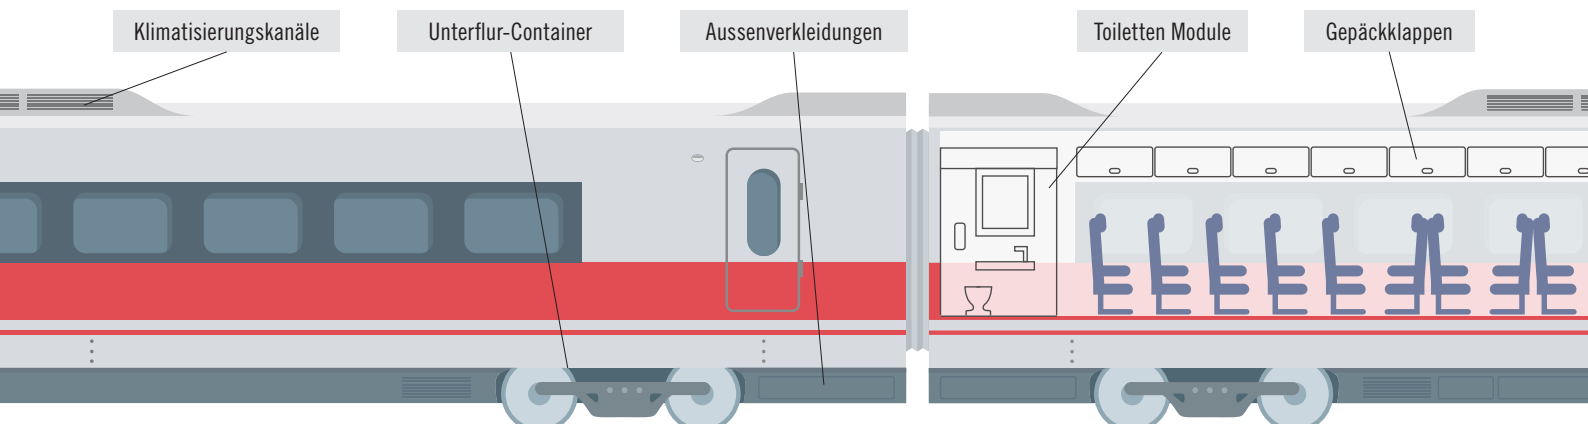 Klimatisierungskanäle
Unterflur-Container
Aussenverkleidungen
Toiletten Module
Gepäckklappen